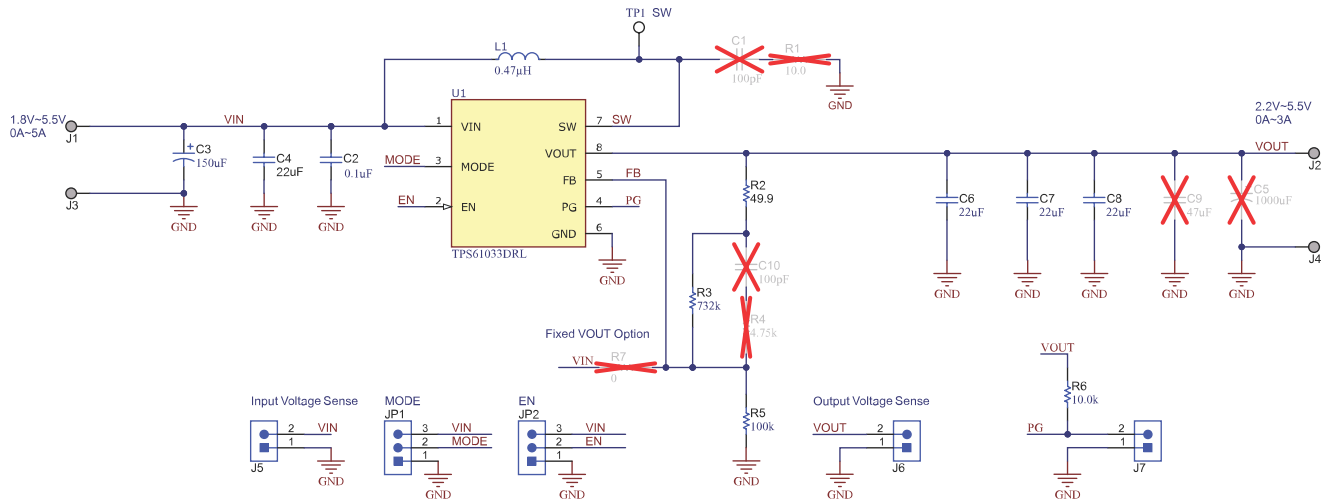 TP1 SW
L1
0.47µH
C1
100pF
R1
10.0
GND
1.8V~5.5V
0A~5A
J1
J3
VIN
C3
150uF
+
GND
C4
22uF
GND
C2
0.1uF
GND
U1
1 VIN
MODE 3 MODE
EN 2 EN
SW 7 SW
VOUT 8
FB 5 FB
PG 4 PG
GND 6
TPS61033DRL
GND
R2
49.9
C10
100pF
R3
732k
R4
4.75k
Fixed VOUT Option
VIN
R7
0
R5
100k
GND
C6
22uF
GND
C7
22uF
GND
C8
22uF
GND
C9
47uF
GND
C5
1000uF
GND
2.2V~5.5V
0A~3A
VOUT
J2
J4
Input Voltage Sense
2 VIN
1
J5
GND
MODE
JP1
3 VIN
2 MODE
1
GND
EN
JP2
3 VIN
2 EN
1
GND
Output Voltage Sense
VOUT 2
1
J6
GND
VOUT
R6
10.0k
PG 2
1
J7
GND